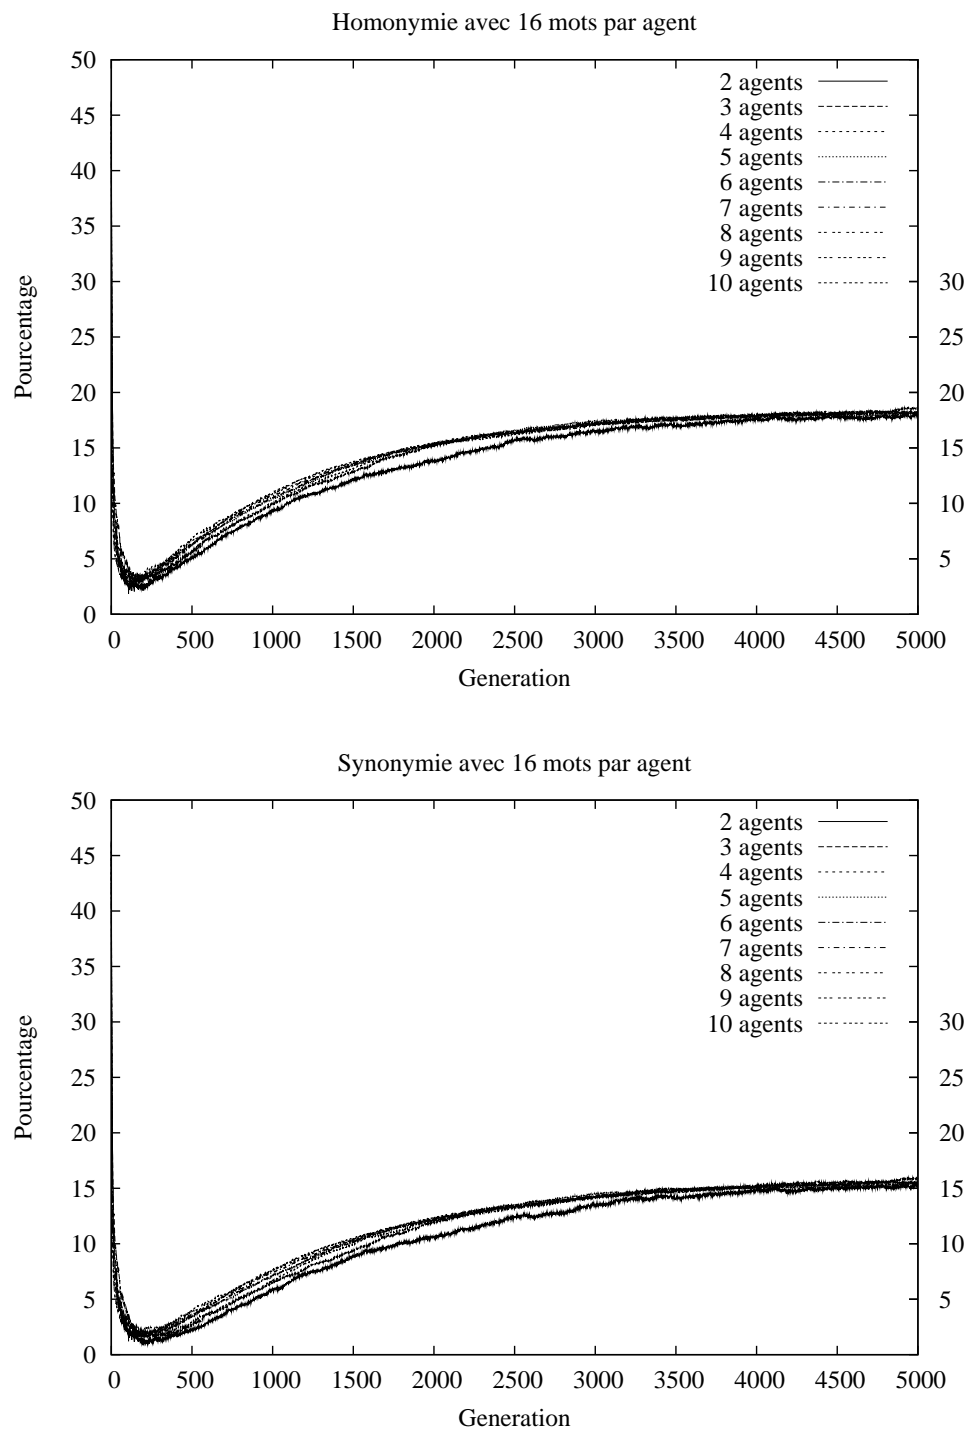 Homonymie avec 16 mots par agent
50
45
40
35
30
25
20
15
10
5
0
Pourcentage
2 agents
3 agents
4 agents
5 agents
6 agents
7 agents
8 agents
9 agents
10 agents
30
25
20
15
10
5
0 500 1000 1500 2000 2500 3000 3500 4000 4500 5000
Generation
Synonymie avec 16 mots par agent
50
45
40
35
30
25
20
15
10
5
0
Pourcentage
2 agents
3 agents
4 agents
5 agents
6 agents
7 agents
8 agents
9 agents
10 agents
30
25
20
15
10
5
0 500 1000 1500 2000 2500 3000 3500 4000 4500 5000
Generation